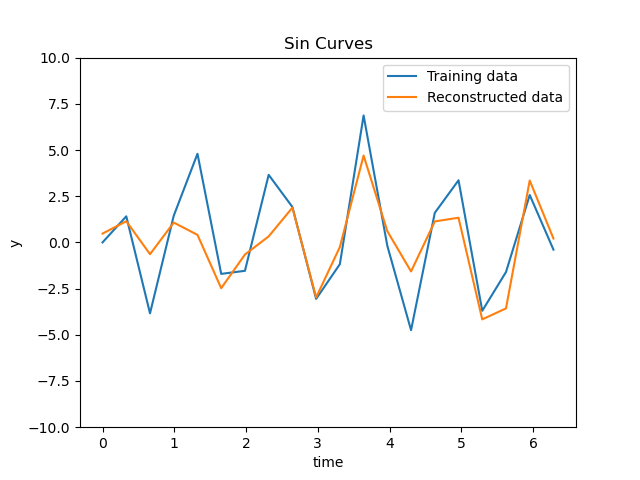 Sin Curves
Training data
Reconstructed data
10.0
7.5
5.0
2.5
0.0
−2.5
−5.0
−7.5
−10.0
y
0 1 2 3 4 5 6
time